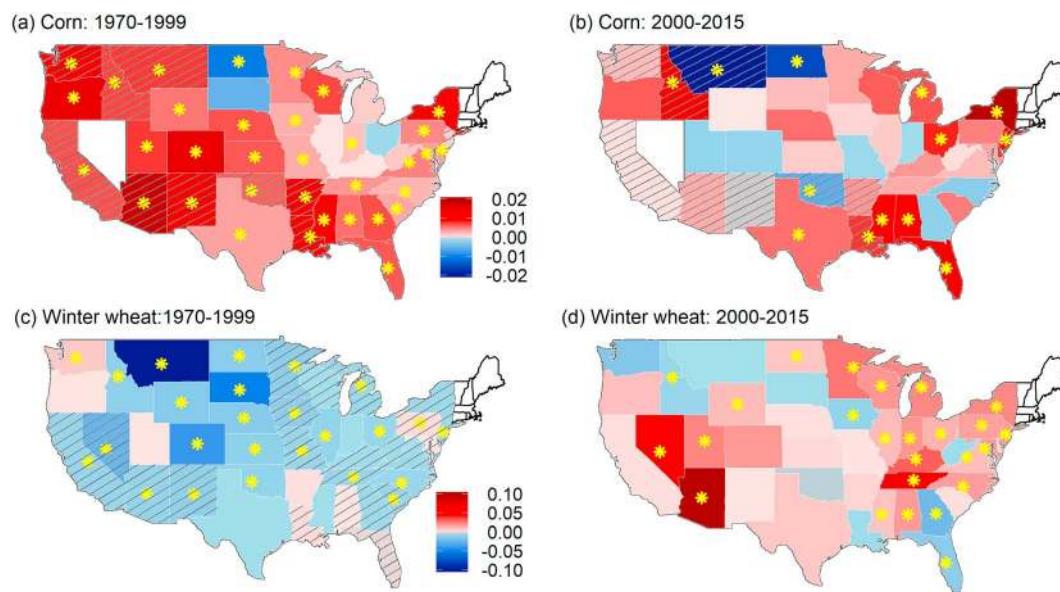 (a) Corn: 1970-1999
(b) Corn: 2000-2015
0.02
0.01
0.00
-0.01
-0.02
(c) Winter wheat:1970-1999
(d) Winter wheat: 2000-2015
0.10
0.05
0.00
-0.05
-0.10